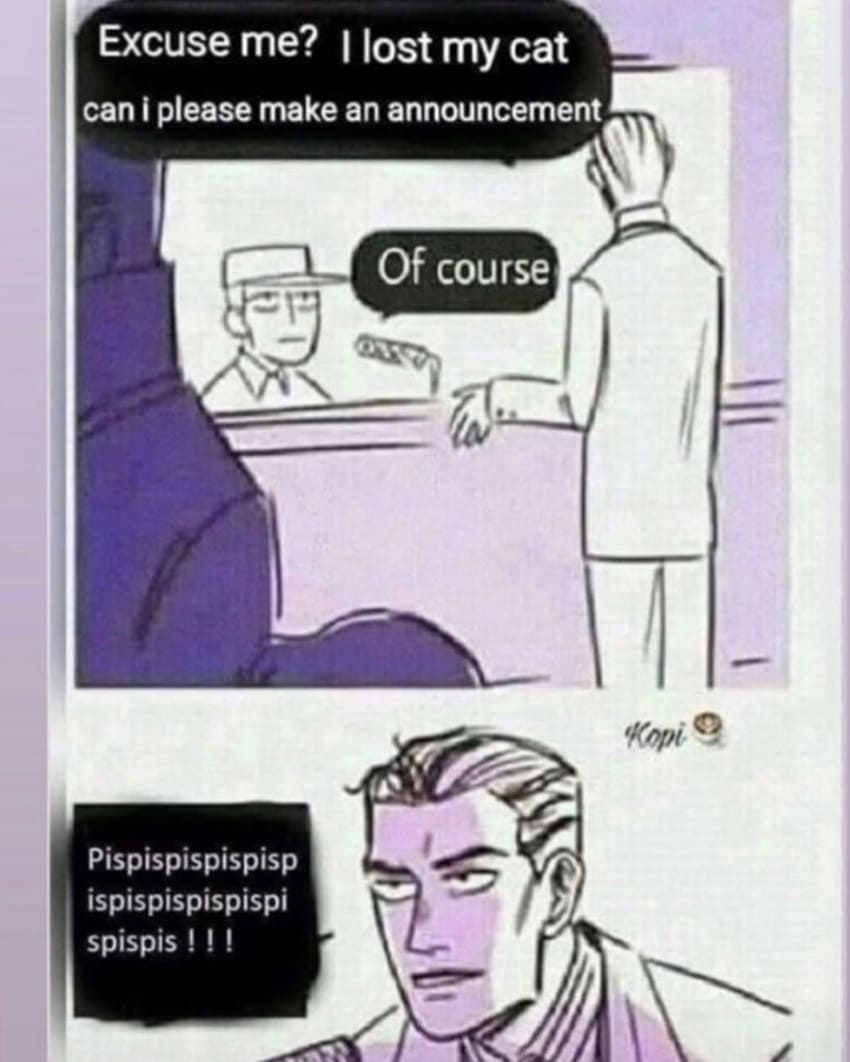 Excuse me? I lost my cat
can i please make an announcement
Of course
Kopi
Pispispispispisp
ispispispispispi
spispis ! ! !